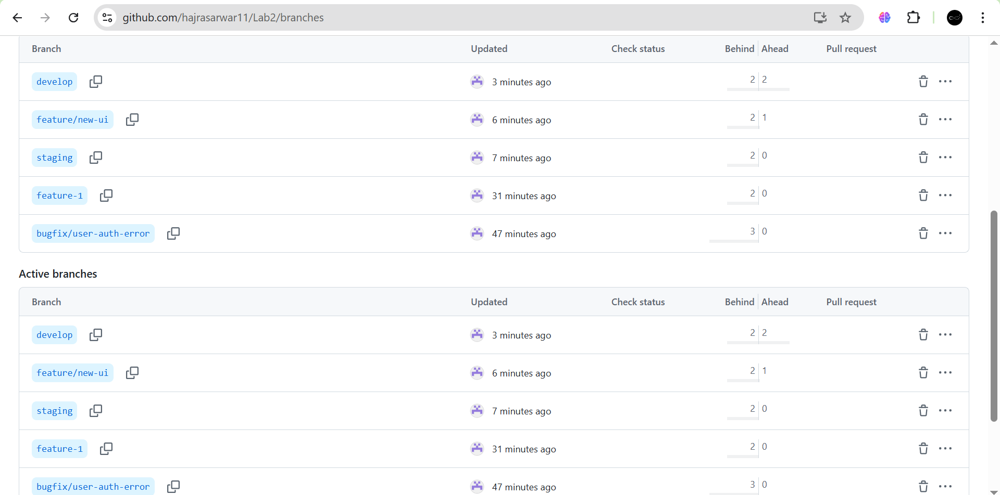 github.com/hajrasarwar11/Lab2/branches
Branch Updated Check status Behind Ahead Pull request
develop 3 minutes ago 2 2
feature/new-ui 6 minutes ago 2 1
staging 7 minutes ago 2 0
feature-1 31 minutes ago 2 0
bugfix/user-auth-error 47 minutes ago 3 0
Active branches
Branch Updated Check status Behind Ahead Pull request
develop 3 minutes ago 2 2
feature/new-ui 6 minutes ago 2 1
staging 7 minutes ago 2 0
feature-1 31 minutes ago 2 0
bugfix/user-auth-error 47 minutes ago 3 0